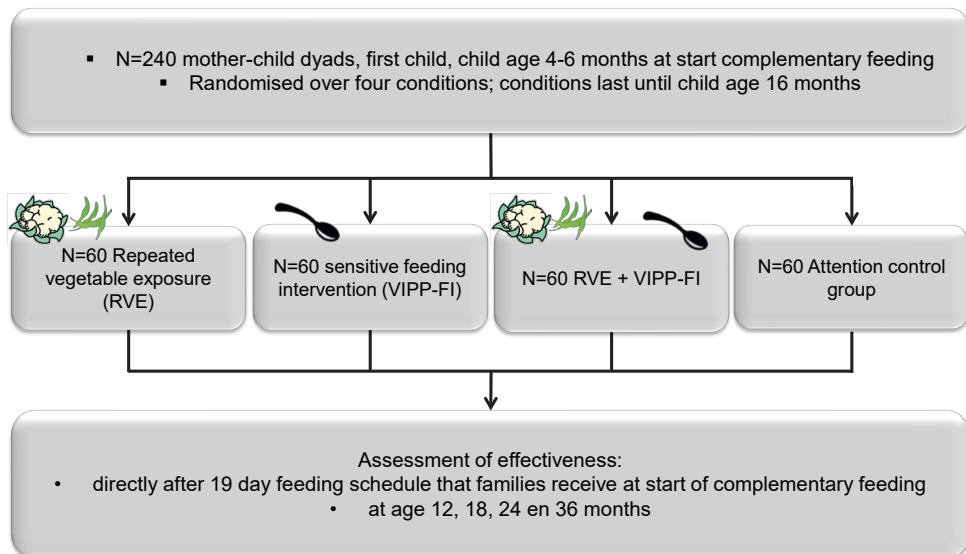 ▪ N=240 mother-child dyads, first child, child age 4-6 months at start complementary feeding
▪ Randomised over four conditions; conditions last until child age 16 months
N=60 Repeated
vegetable exposure
(RVE)
N=60 sensitive feeding
intervention (VIPP-FI)
N=60 RVE + VIPP-FI
N=60 Attention control
group
Assessment of effectiveness:
• directly after 19 day feeding schedule that families receive at start of complementary feeding
• at age 12, 18, 24 en 36 months